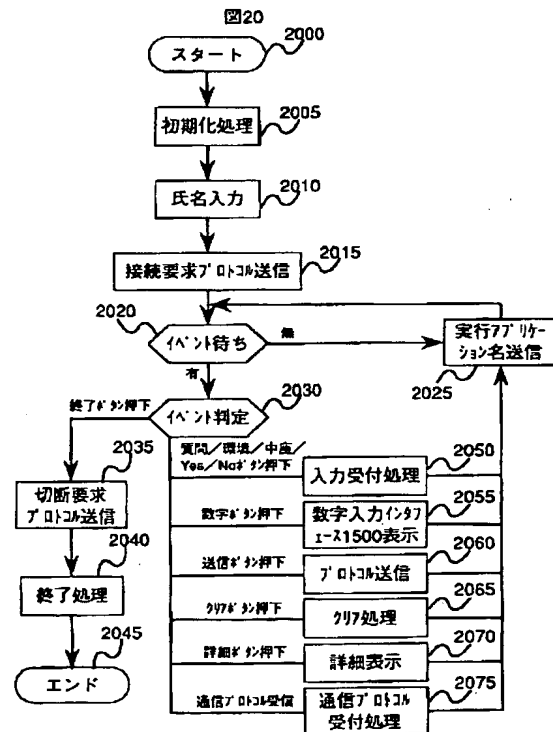 図20
スタート
2000
初期化処理
2005
氏名入力
2010
接続要求プロトコル送信
2015
2020
イベント待ち
無
実行アプリケー
ション名送信
2025
有
イベント判定
2030
終了ボタン押下
2035
切断要求
プロトコル送信
2040
終了処理
2045
エンド
質問/環境/中座/
Yes/Noボタン押下
2050
入力受付処理
数字ボタン押下
2055
数字入力インタフ
ェース1500表示
送信ボタン押下
2060
プロトコル送信
クリアボタン押下
2065
クリア処理
詳細ボタン押下
2070
詳細表示
通信プロトコル受信
2075
通信プロトコル
受付処理